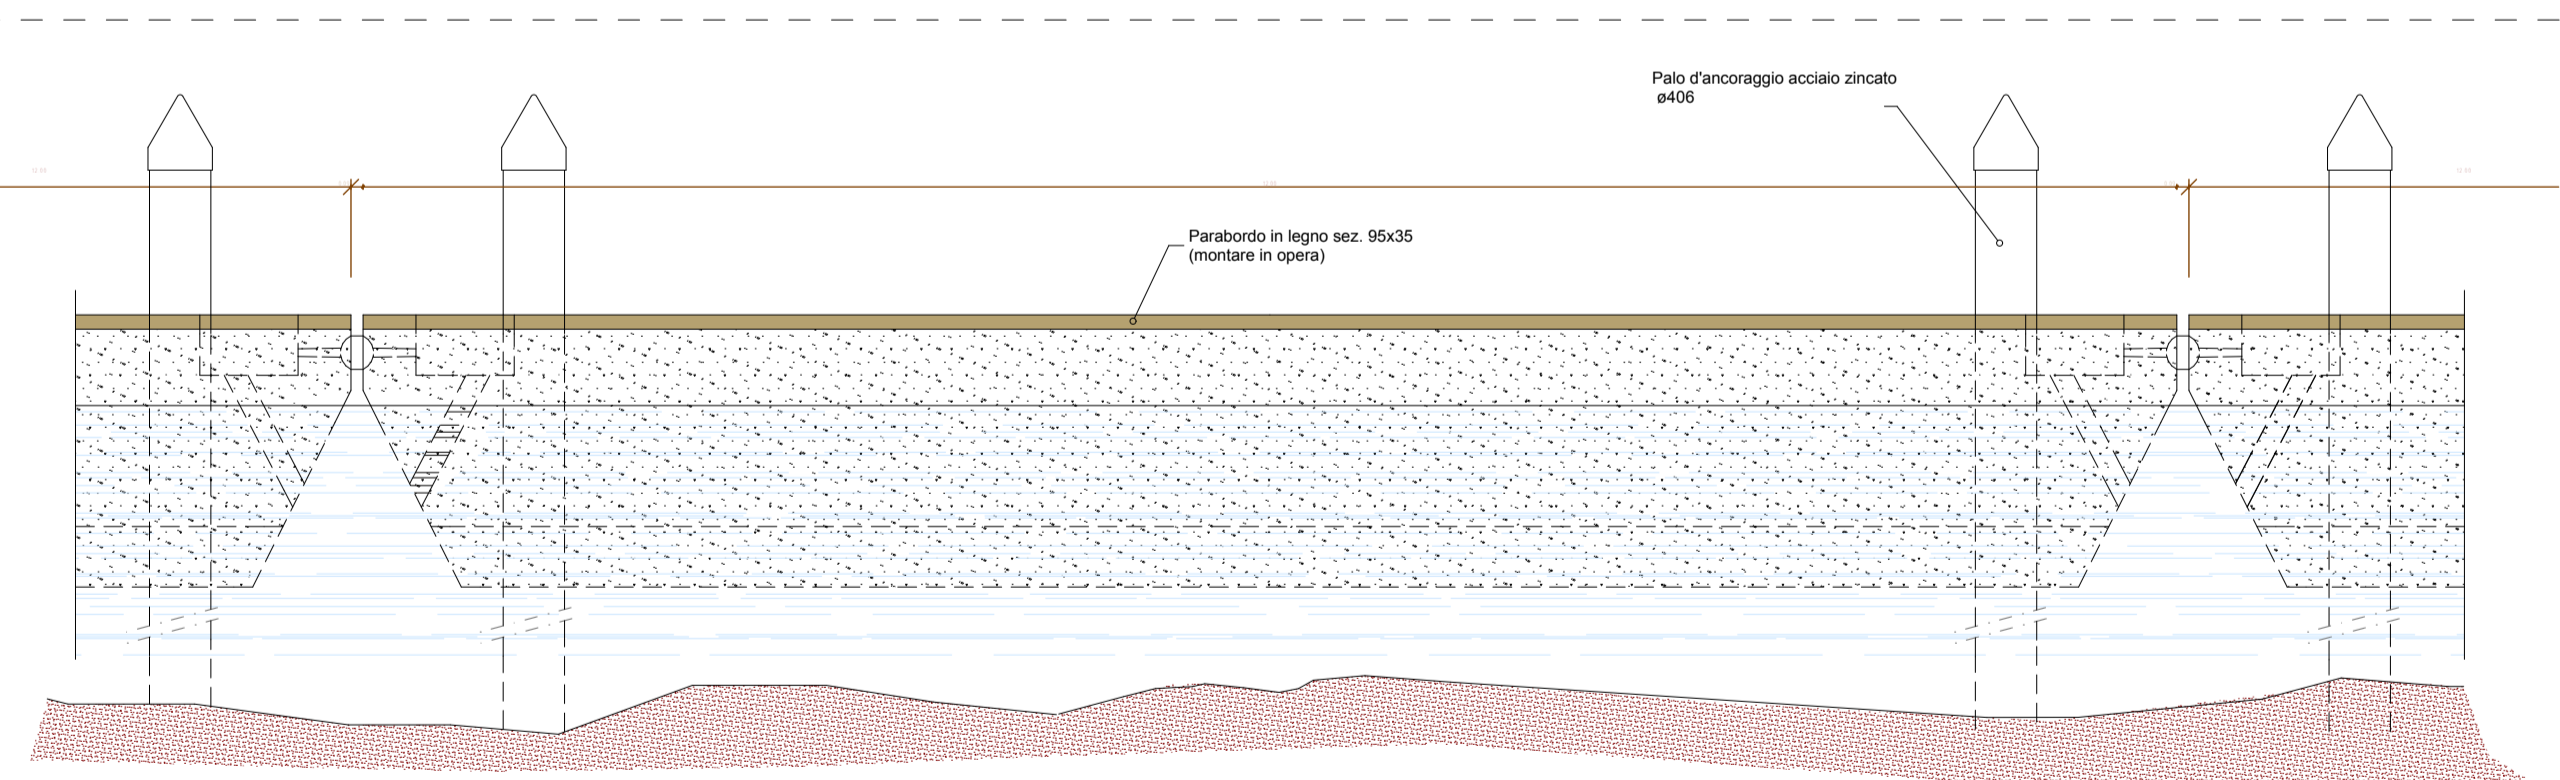 Palo d'ancoraggio acciaio zincato
ø406
Parabordo in legno sez. 95x35
(montare in opera)